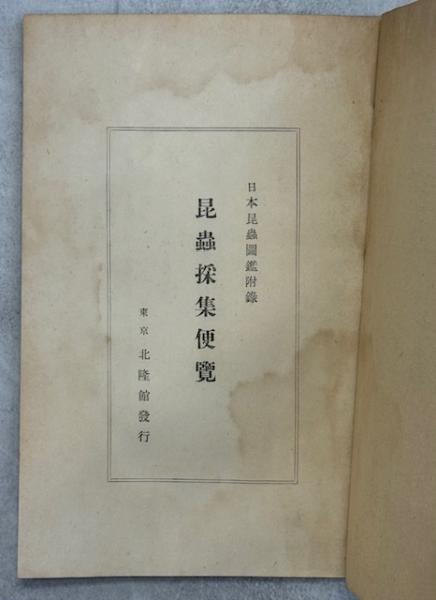 日本昆蟲圖鑑附錄
昆蟲採集便覽
東京 北隆館發行